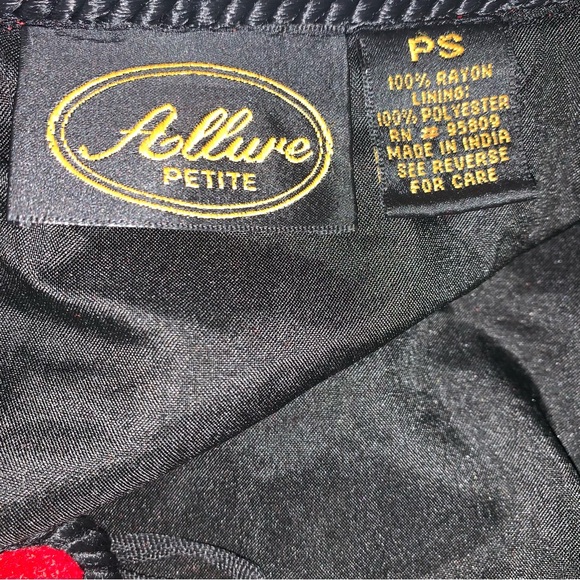 Allure
PETITE
PS
100% RAYON
LINING:
100% POLYESTER
RN # 95809
MADE IN INDIA
SEE REVERSE
FOR CARE